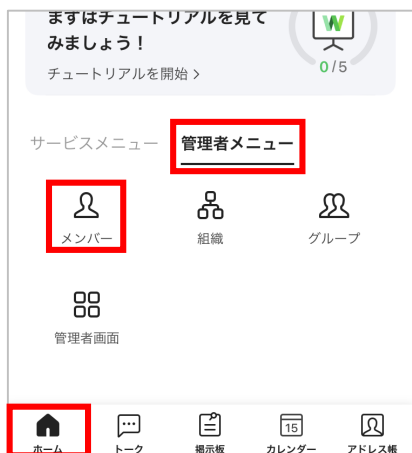 まずはチュートリアルを見て
みましょう！
チュートリアルを開始 >
W
0/5
サービスメニュー
管理者メニュー
メンバー
組織
グループ
管理者画面
15
ホーム
トーク
掲示板
カレンダー
アドレス帳